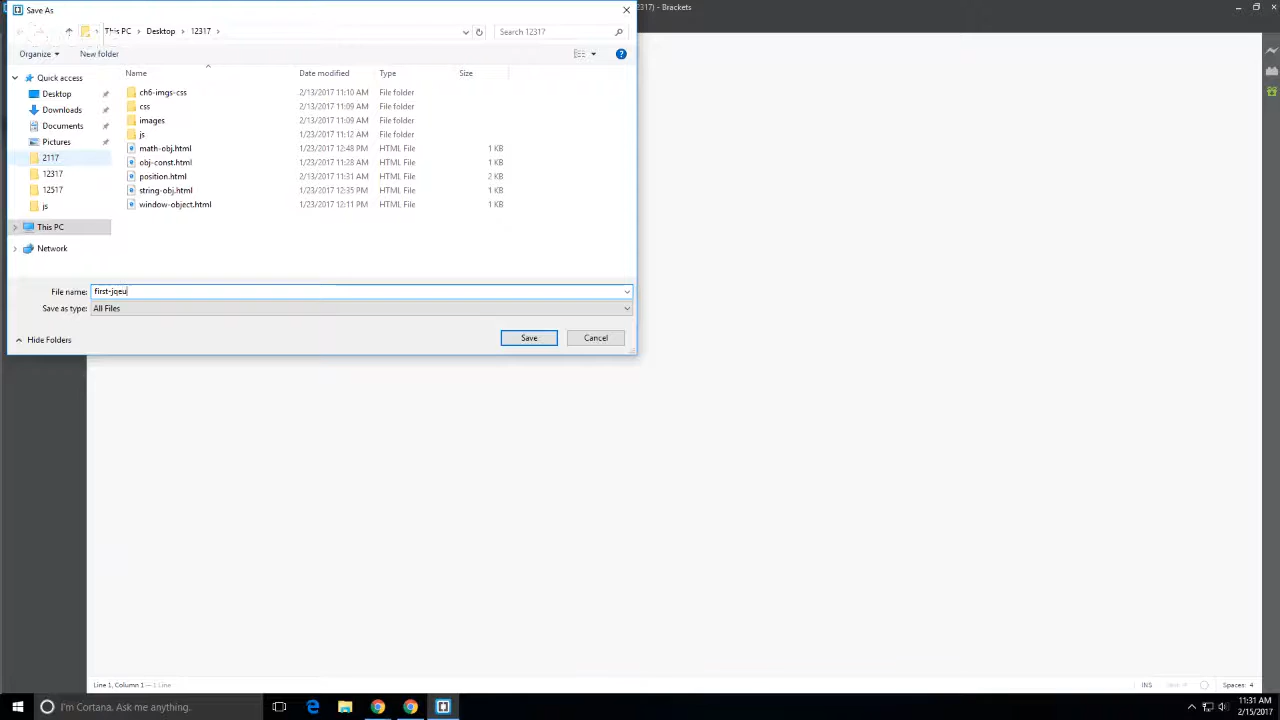 Save As
12317) - Brackets
This PC > Desktop > 12317 >
Search 12317
Organize
New folder
Quick access
Desktop
Downloads
Documents
Pictures
2117
12317
12517
js
This PC
Network
Name Date modified Type Size
ch6-imgs-css 2/13/2017 11:10 AM File folder
css 2/13/2017 11:09 AM File folder
images 2/13/2017 11:09 AM File folder
js 1/23/2017 11:12 AM File folder
math-obj.html 1/23/2017 12:48 PM HTML File 1 KB
obj-const.html 1/23/2017 11:28 AM HTML File 1 KB
position.html 2/13/2017 11:31 AM HTML File 2 KB
string-obj.html 1/23/2017 12:35 PM HTML File 1 KB
window-object.html 1/23/2017 12:11 PM HTML File 1 KB
File name: first-jqeu
Save as type: All Files
Hide Folders
Save
Cancel
Line 1, Column 1 — 1 Line
INS
Spaces: 4
I'm Cortana. Ask me anything.
11:31 AM
2/15/2017